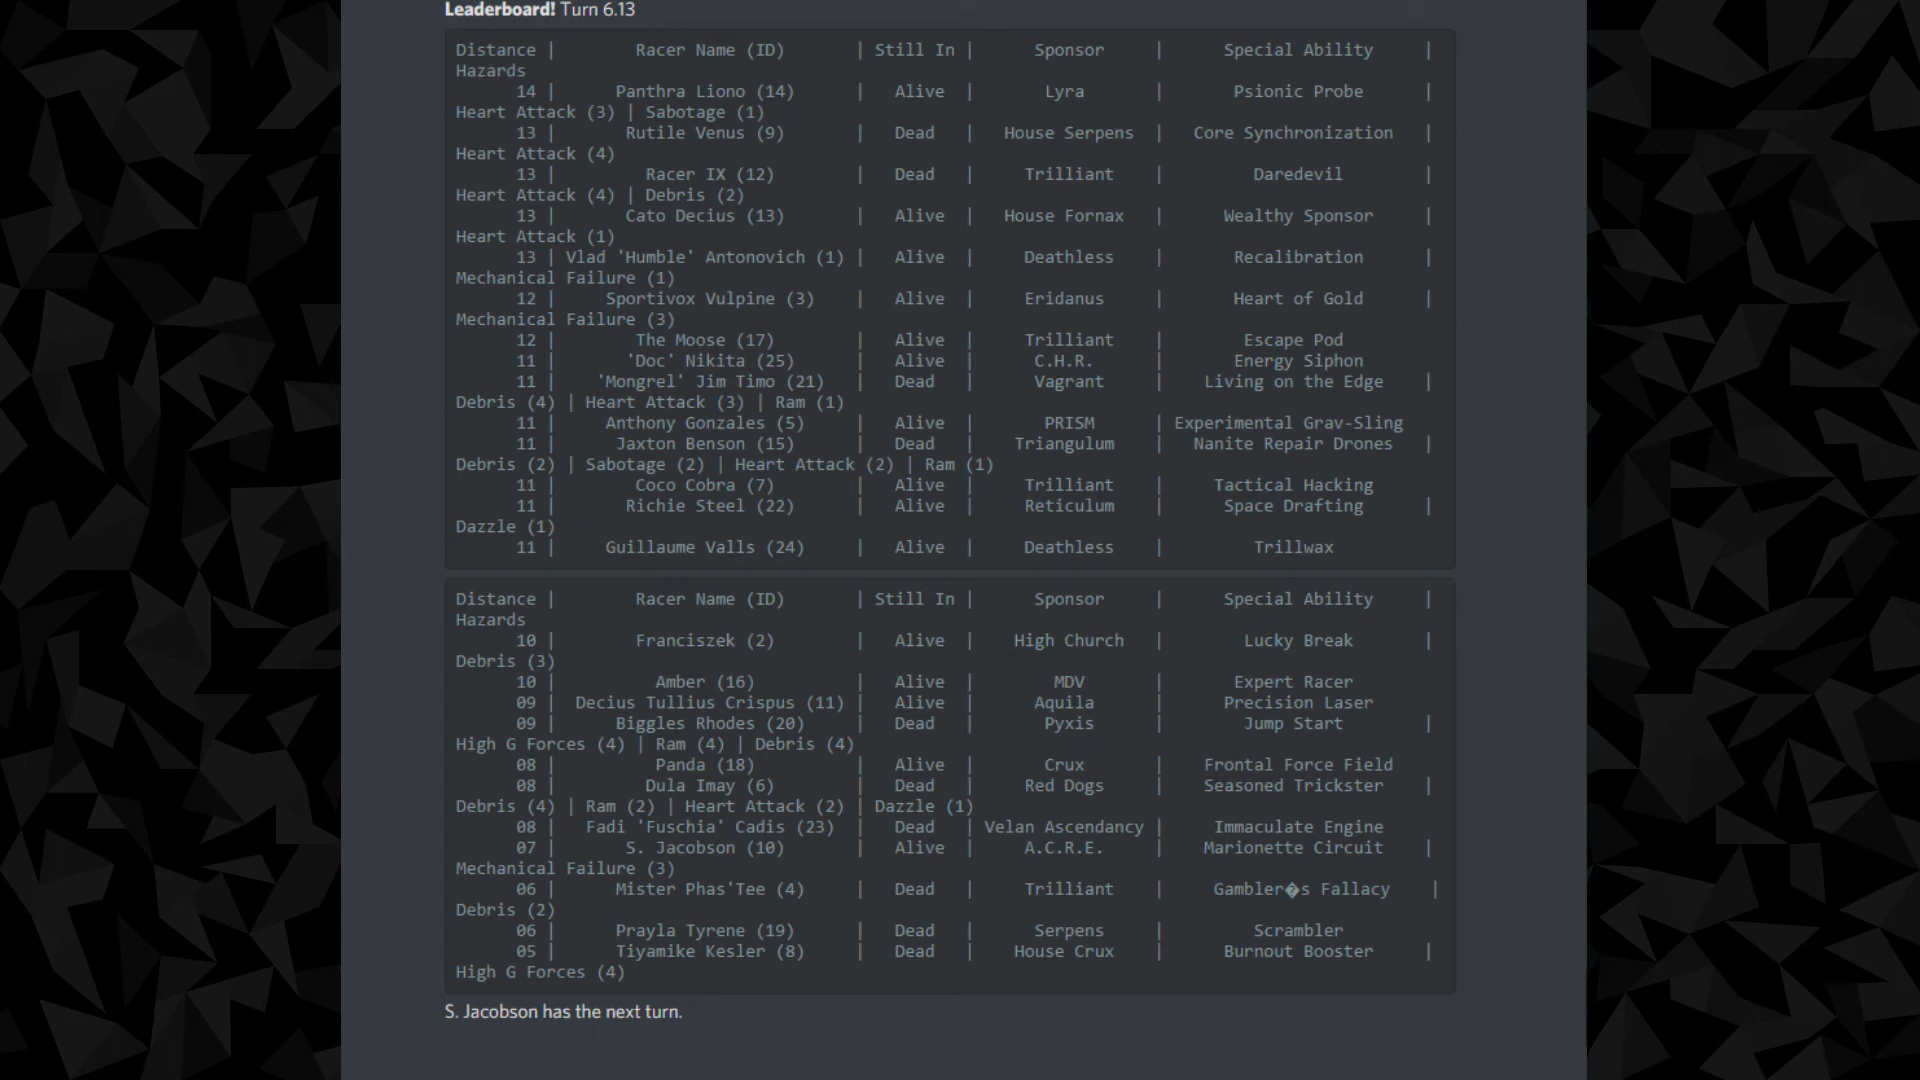 Leaderboard! Turn 6.13
Distance | Racer Name (ID) | Still In | Sponsor | Special Ability |
Hazards
14 | Panthra Liono (14) | Alive | Lyra | Psionic Probe |
Heart Attack (3) | Sabotage (1)
13 | Rutile Venus (9) | Dead | House Serpens | Core Synchronization |
Heart Attack (4)
13 | Racer IX (12) | Dead | Trilliant | Daredevil |
Heart Attack (4) | Debris (2)
13 | Cato Decius (13) | Alive | House Fornax | Wealthy Sponsor |
Heart Attack (1)
13 | Vlad 'Humble' Antonovich (1) | Alive | Deathless | Recalibration |
Mechanical Failure (1)
12 | Sportivox Vulpine (3) | Alive | Eridanus | Heart of Gold |
Mechanical Failure (3)
12 | The Moose (17) | Alive | Trilliant | Escape Pod
11 | 'Doc' Nikita (25) | Alive | C.H.R. | Energy Siphon
11 | 'Mongrel' Jim Timo (21) | Dead | Vagrant | Living on the Edge |
Debris (4) | Heart Attack (3) | Ram (1)
11 | Anthony Gonzales (5) | Alive | PRISM | Experimental Grav-Sling
11 | Jaxton Benson (15) | Dead | Triangulum | Nanite Repair Drones |
Debris (2) | Sabotage (2) | Heart Attack (2) | Ram (1)
11 | Coco Cobra (7) | Alive | Trilliant | Tactical Hacking
11 | Richie Steel (22) | Alive | Reticulum | Space Drafting |
Dazzle (1)
11 | Guillaume Valls (24) | Alive | Deathless | Trillwax
Distance | Racer Name (ID) | Still In | Sponsor | Special Ability |
Hazards
10 | Franciszek (2) | Alive | High Church | Lucky Break |
Debris (3)
10 | Amber (16) | Alive | MDV | Expert Racer
09 | Decius Tullius Crispus (11) | Alive | Aquila | Precision Laser
09 | Biggles Rhodes (20) | Dead | Pyxis | Jump Start |
High G Forces (4) | Ram (4) | Debris (4)
08 | Panda (18) | Alive | Crux | Frontal Force Field
08 | Dula Imay (6) | Dead | Red Dogs | Seasoned Trickster |
Debris (4) | Ram (2) | Heart Attack (2) | Dazzle (1)
08 | Fadi 'Fuschia' Cadis (23) | Dead | Velan Ascendancy | Immaculate Engine
07 | S. Jacobson (10) | Alive | A.C.R.E. | Marionette Circuit |
Mechanical Failure (3)
06 | Mister Phas'Tee (4) | Dead | Trilliant | Gambler�s Fallacy |
Debris (2)
06 | Prayla Tyrene (19) | Dead | Serpens | Scrambler
05 | Tiyamike Kesler (8) | Dead | House Crux | Burnout Booster |
High G Forces (4)
S. Jacobson has the next turn.